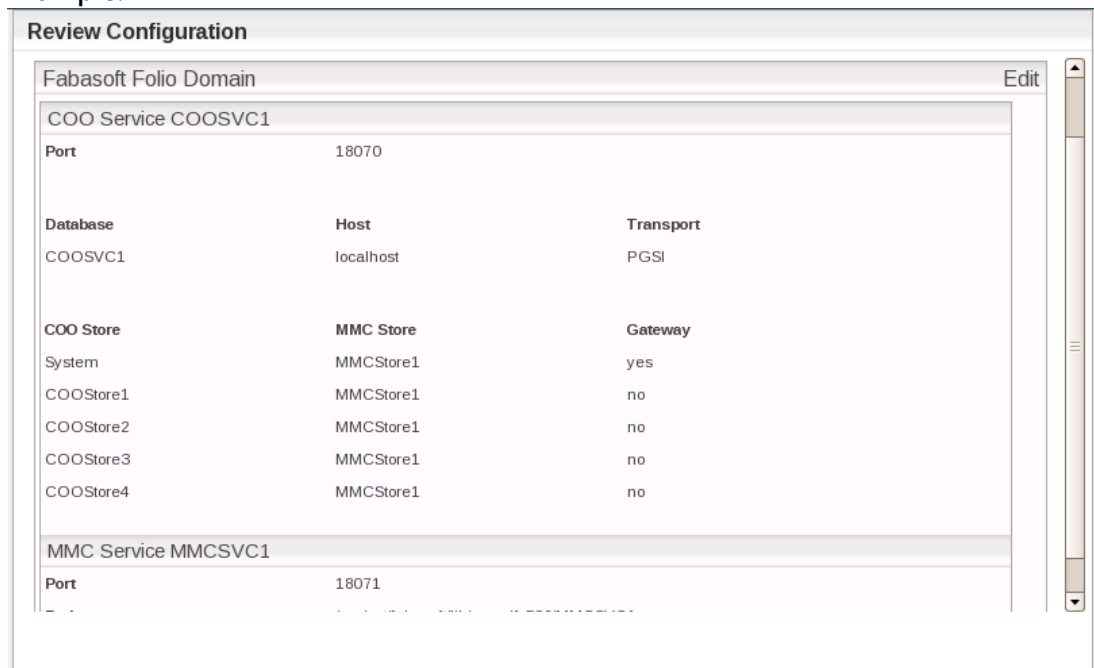 Review Configuration
Fabasoft Folio Domain Edit
COO Service COOSVC1
Port 18070
Database Host Transport
COOSVC1 localhost PGSI
COO Store MMC Store Gateway
System MMCStore1 yes
COOStore1 MMCStore1 no
COOStore2 MMCStore1 no
COOStore3 MMCStore1 no
COOStore4 MMCStore1 no
MMC Service MMCSVC1
Port 18071